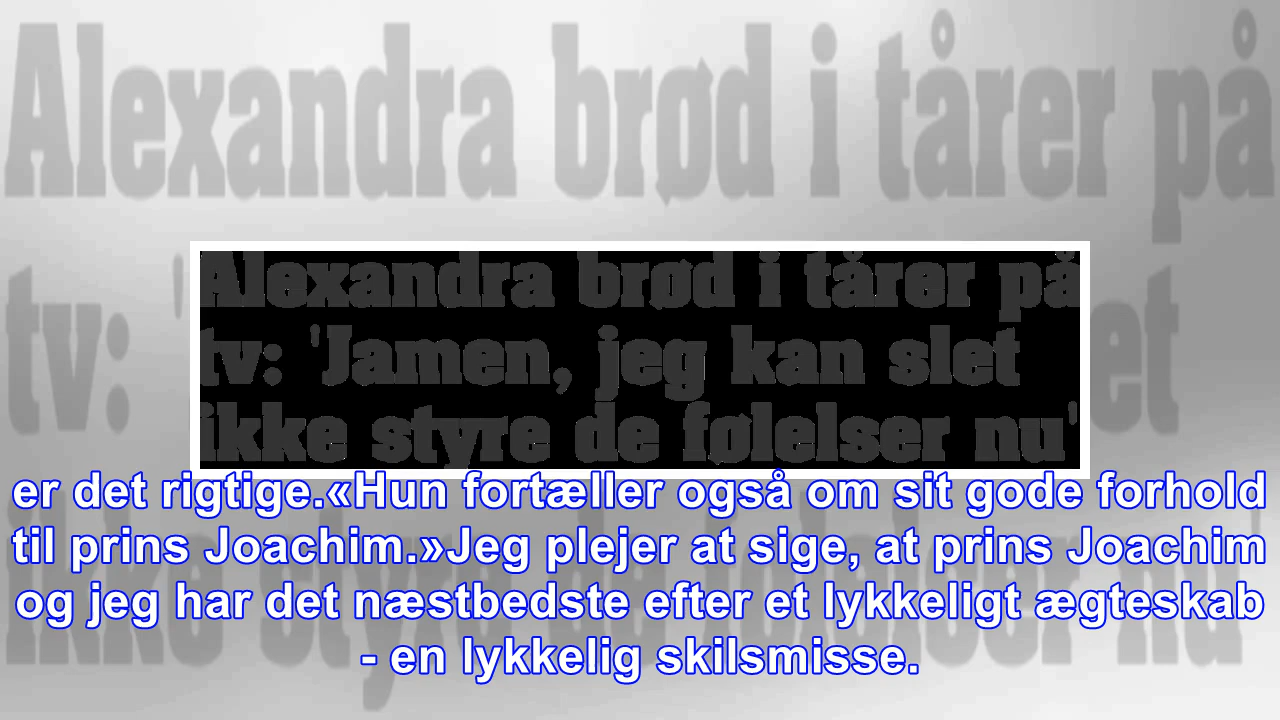 Alexandra brød i tårer på
tv: 'Jamen, jeg kan slet
ikke styre de følelser nu'
er det rigtige.«Hun fortæller også om sit gode forhold
til prins Joachim.»Jeg plejer at sige, at prins Joachim
og jeg har det næstbedste efter et lykkeligt ægteskab
- en lykkelig skilsmisse.